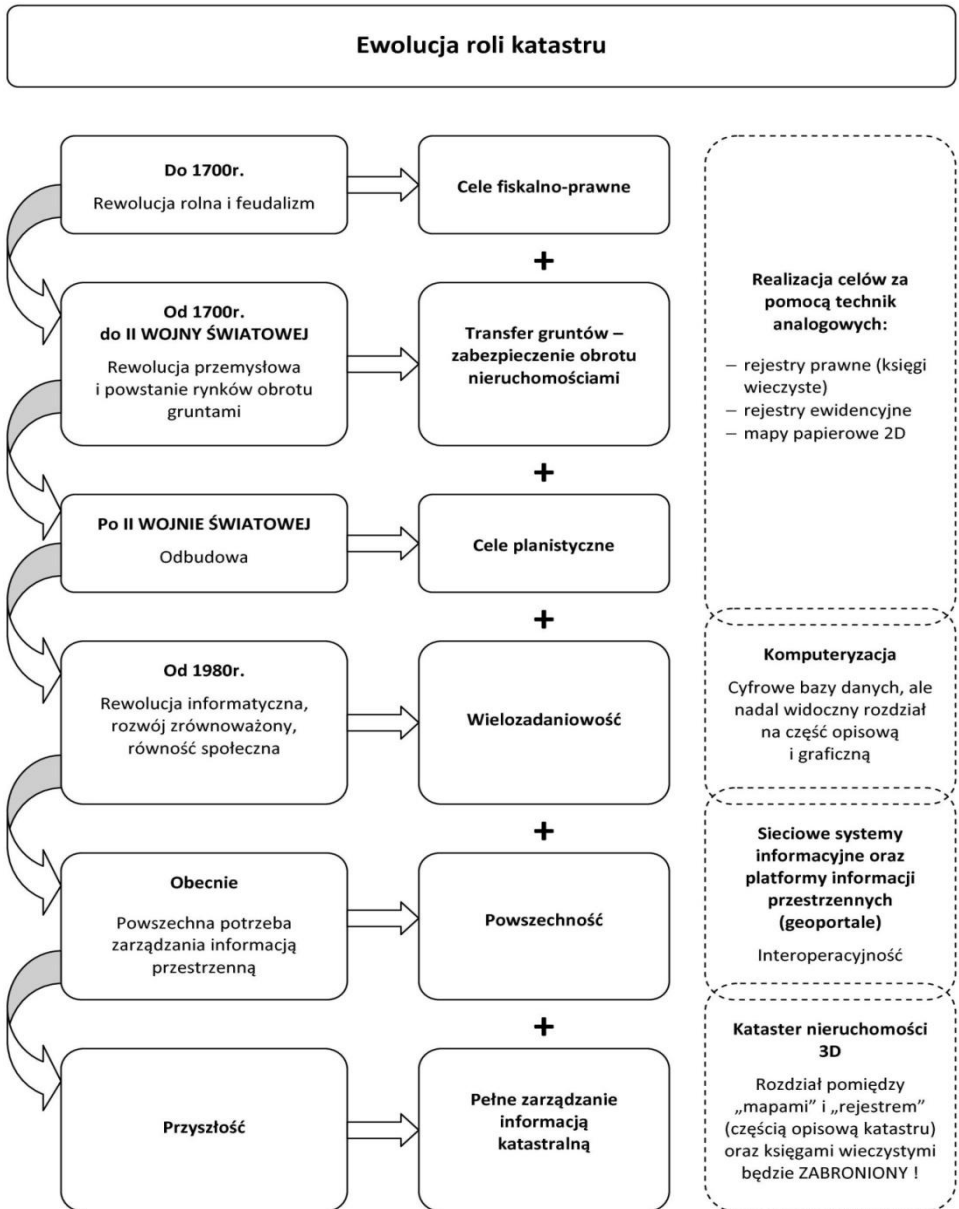 Ewolucja roli katastru
Do 1700r.
Rewolucja rolna i feudalizm
Cele fiskalno-prawne
+
Od 1700r.
do II WOJNY ŚWIATOWEJ
Rewolucja przemysłowa
i powstanie rynków obrotu
gruntami
Transfer gruntów –
zabezpieczenie obrotu
nieruchomościami
+
Po II WOJNIE ŚWIATOWEJ
Odbudowa
Cele planistyczne
+
Od 1980r.
Rewolucja informatyczna,
rozwój zrównoważony,
równość społeczna
Wielozadaniowość
+
Obecnie
Powszechna potrzeba
zarządzania informacją
przestrzenną
Powszechność
+
Przyszłość
Pełne zarządzanie
informacją
katastralną
Realizacja celów za
pomocą technik
analogowych:
– rejestry prawne (księgi
wieczyste)
– rejestry ewidencyjne
– mapy papierowe 2D
Komputeryzacja
Cyfrowe bazy danych, ale
nadal widoczny rozdział
na część opisową
i graficzną
Sieciowe systemy
informacyjne oraz
platformy informacji
przestrzennych
(geoportale)
Interoperacyjność
Kataster nieruchomości
3D
Rozdział pomiędzy
„mapami” i „rejestrem”
(częścią opisową katastru)
oraz księgami wieczystymi
będzie ZABRONIONY !